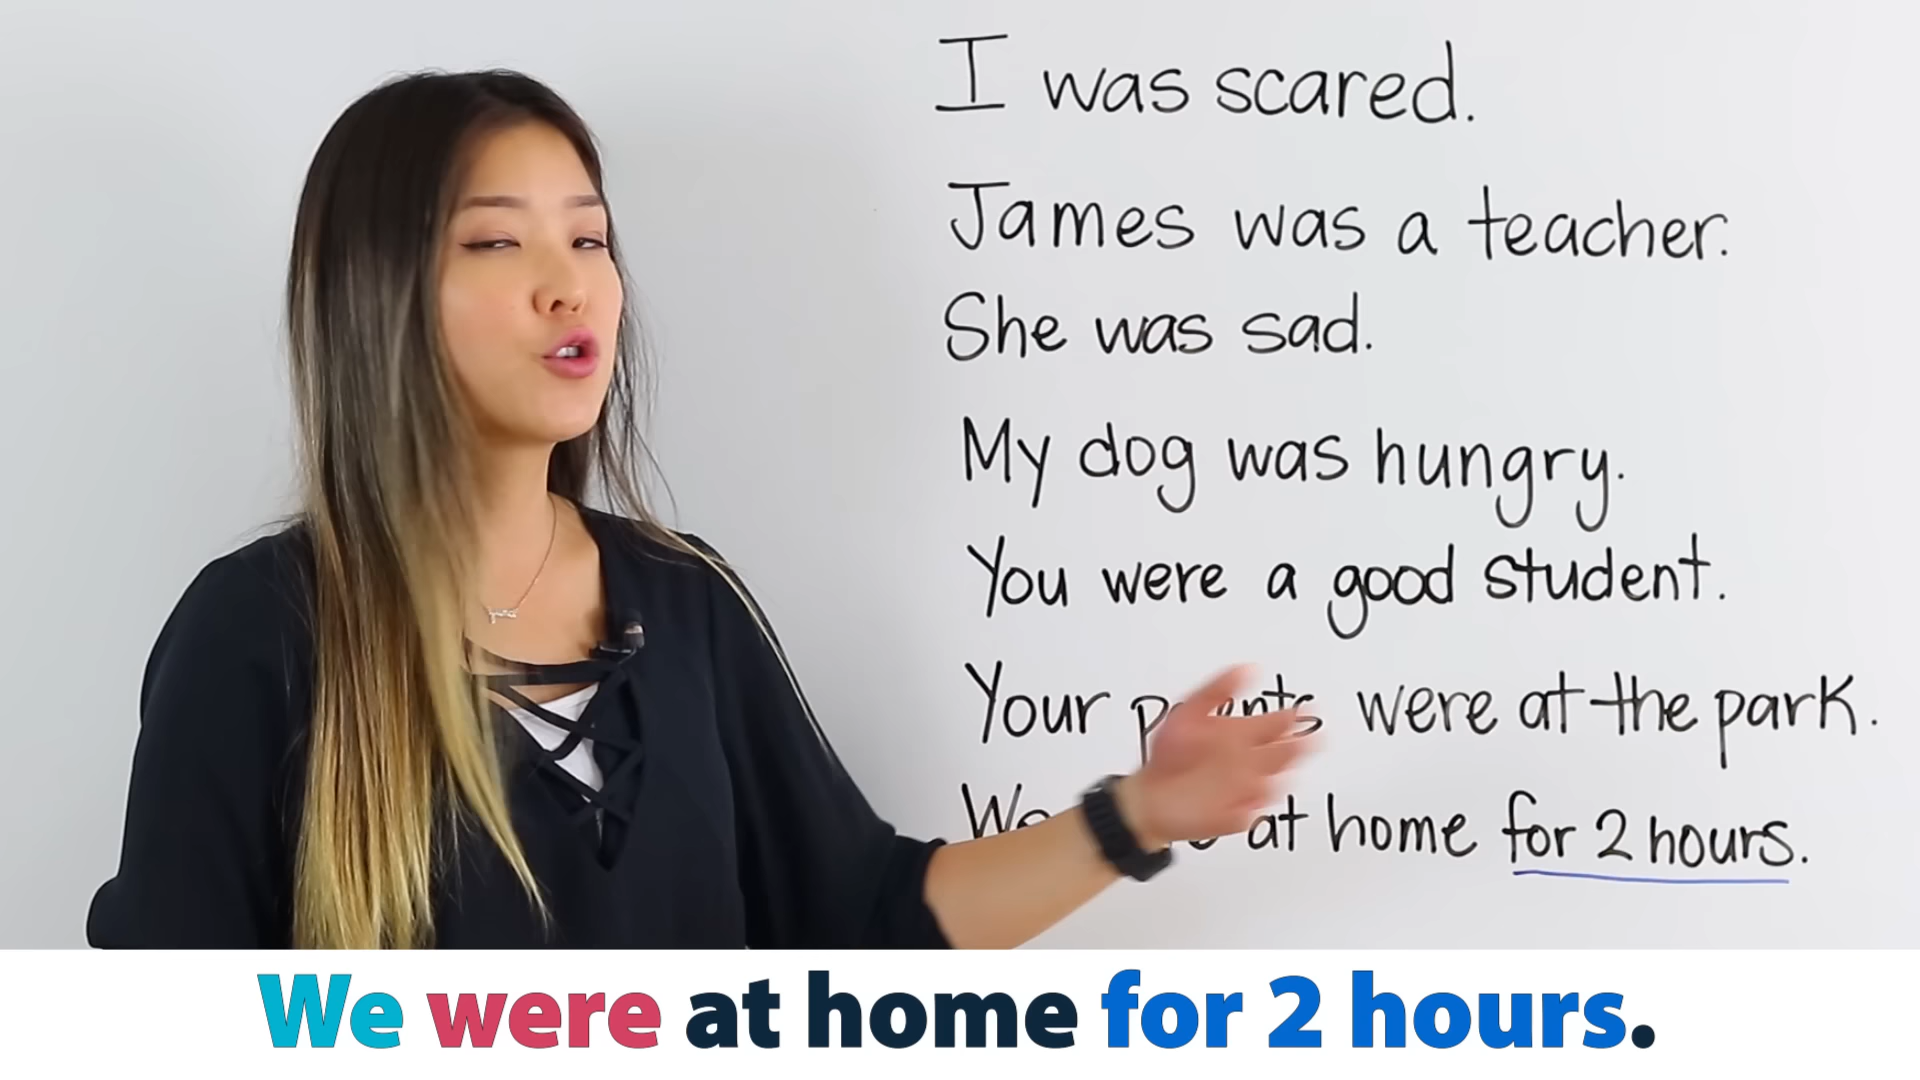 I was scared.
James was a teacher.
She was sad.
My dog was hungry.
You were a good student.
Your were at the park.
at home for 2 hours.
We were at home for 2 hours.